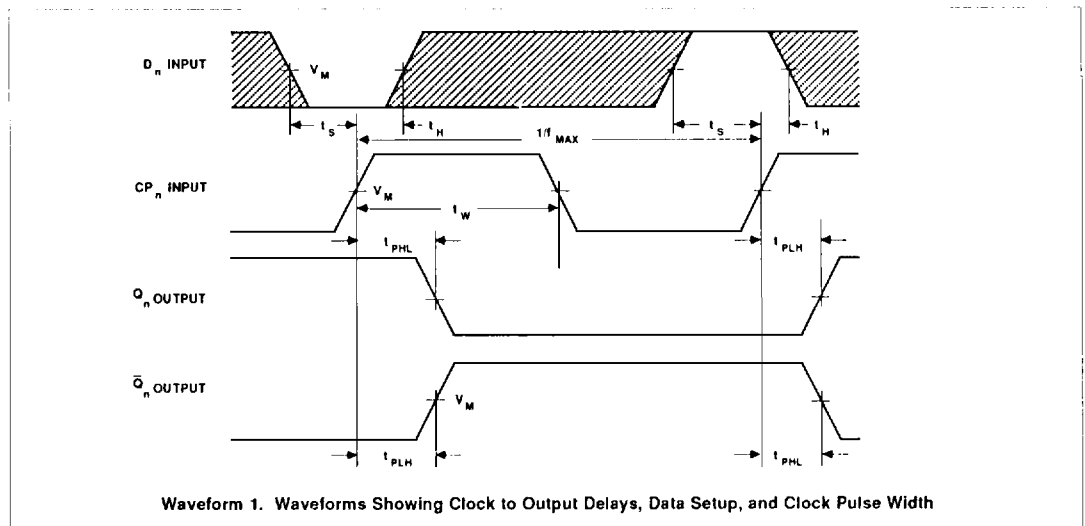 Dn INPUT
VM
tS
tH
tS
tH
1/fMAX
CPn INPUT
VM
tW
tPHL
tPLH
Qn OUTPUT
Q̅n OUTPUT
VM
tPLH
tPHL
Waveform 1. Waveforms Showing Clock to Output Delays, Data Setup, and Clock Pulse Width